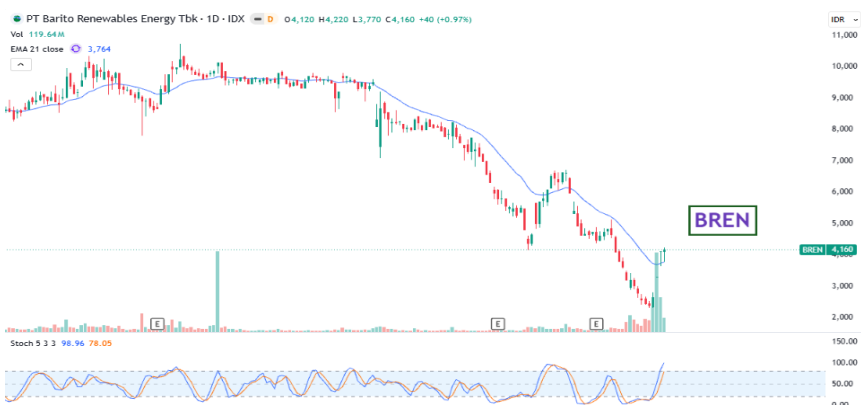 PT Barito Renewables Energy Tbk · 1D · IDX D O4,120 H4,220 L3,770 C4,160 +40 (+0.97%) IDR
Vol 119.64M
EMA 21 close 3,764
11,000
10,000
9,000
8,000
7,000
6,000
BREN
5,000
BREN 4,160
4,000
3,000
2,000
E E E
Stoch 5 3 3 98.96 78.05
150.00
100.00
50.00
0.00